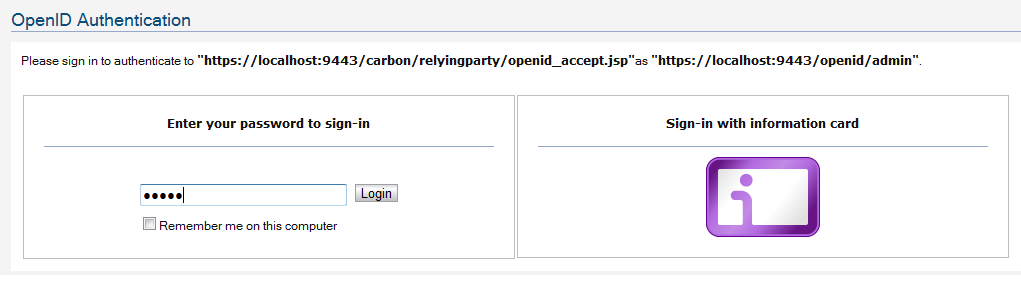 OpenID Authentication
Please sign in to authenticate to "https://localhost:9443/carbon/relyingparty/openid_accept.jsp"as "https://localhost:9443/openid/admin".
Enter your password to sign-in
Sign-in with information card
•••••
Login
Remember me on this computer